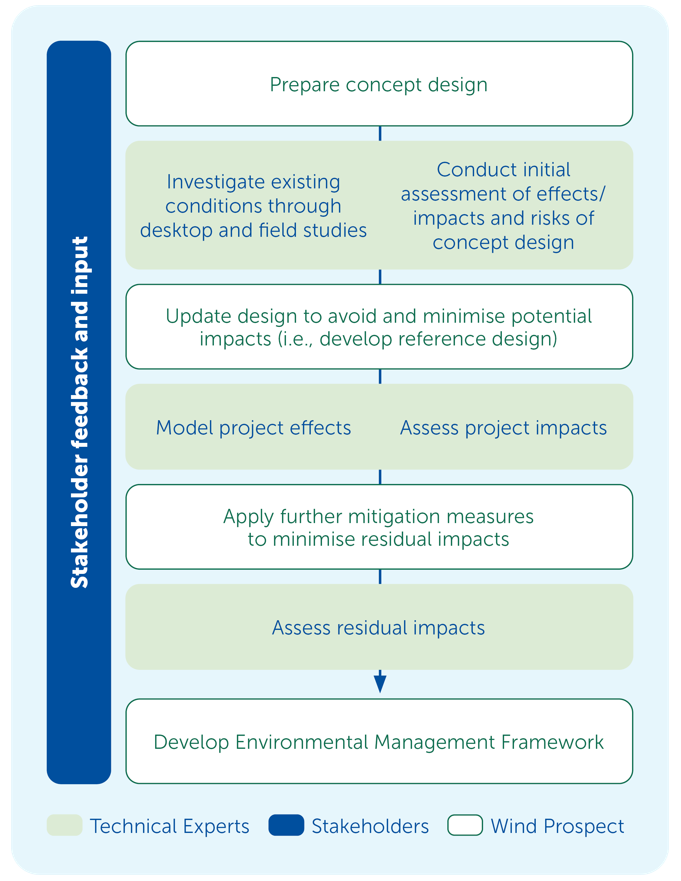 Stakeholder feedback and input
Prepare concept design
Investigate existing
conditions through
desktop and field studies
Conduct initial
assessment of effects/
impacts and risks of
concept design
Update design to avoid and minimise potential
impacts (i.e., develop reference design)
Model project effects
Assess project impacts
Apply further mitigation measures
to minimise residual impacts
Assess residual impacts
Develop Environmental Management Framework
Technical Experts
Stakeholders
Wind Prospect